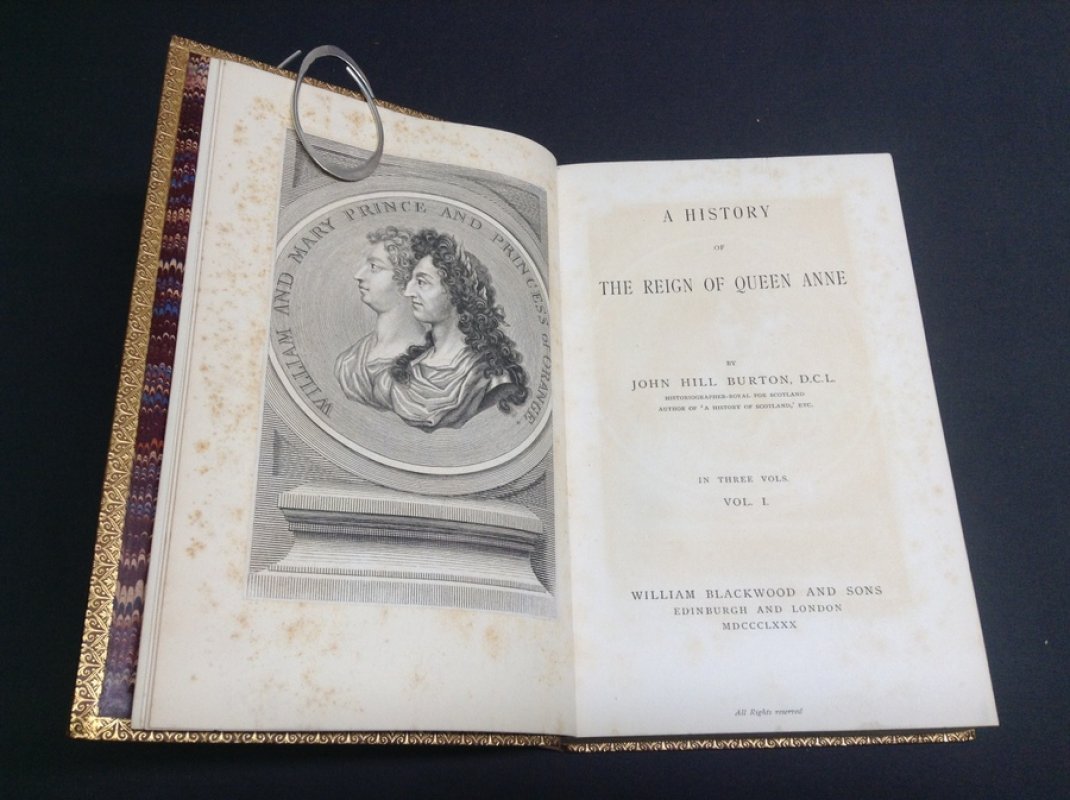 WILLIAM AND MARY PRINCE AND PRINCESS of ORANGE.
A HISTORY
OF
THE REIGN OF QUEEN ANNE
BY
JOHN HILL BURTON, D.C.L.
HISTORIOGRAPHER-ROYAL FOR SCOTLAND
AUTHOR OF 'A HISTORY OF SCOTLAND,' ETC.
IN THREE VOLS.
VOL. I.
WILLIAM BLACKWOOD AND SONS
EDINBURGH AND LONDON
MDCCCLXXX
All Rights reserved